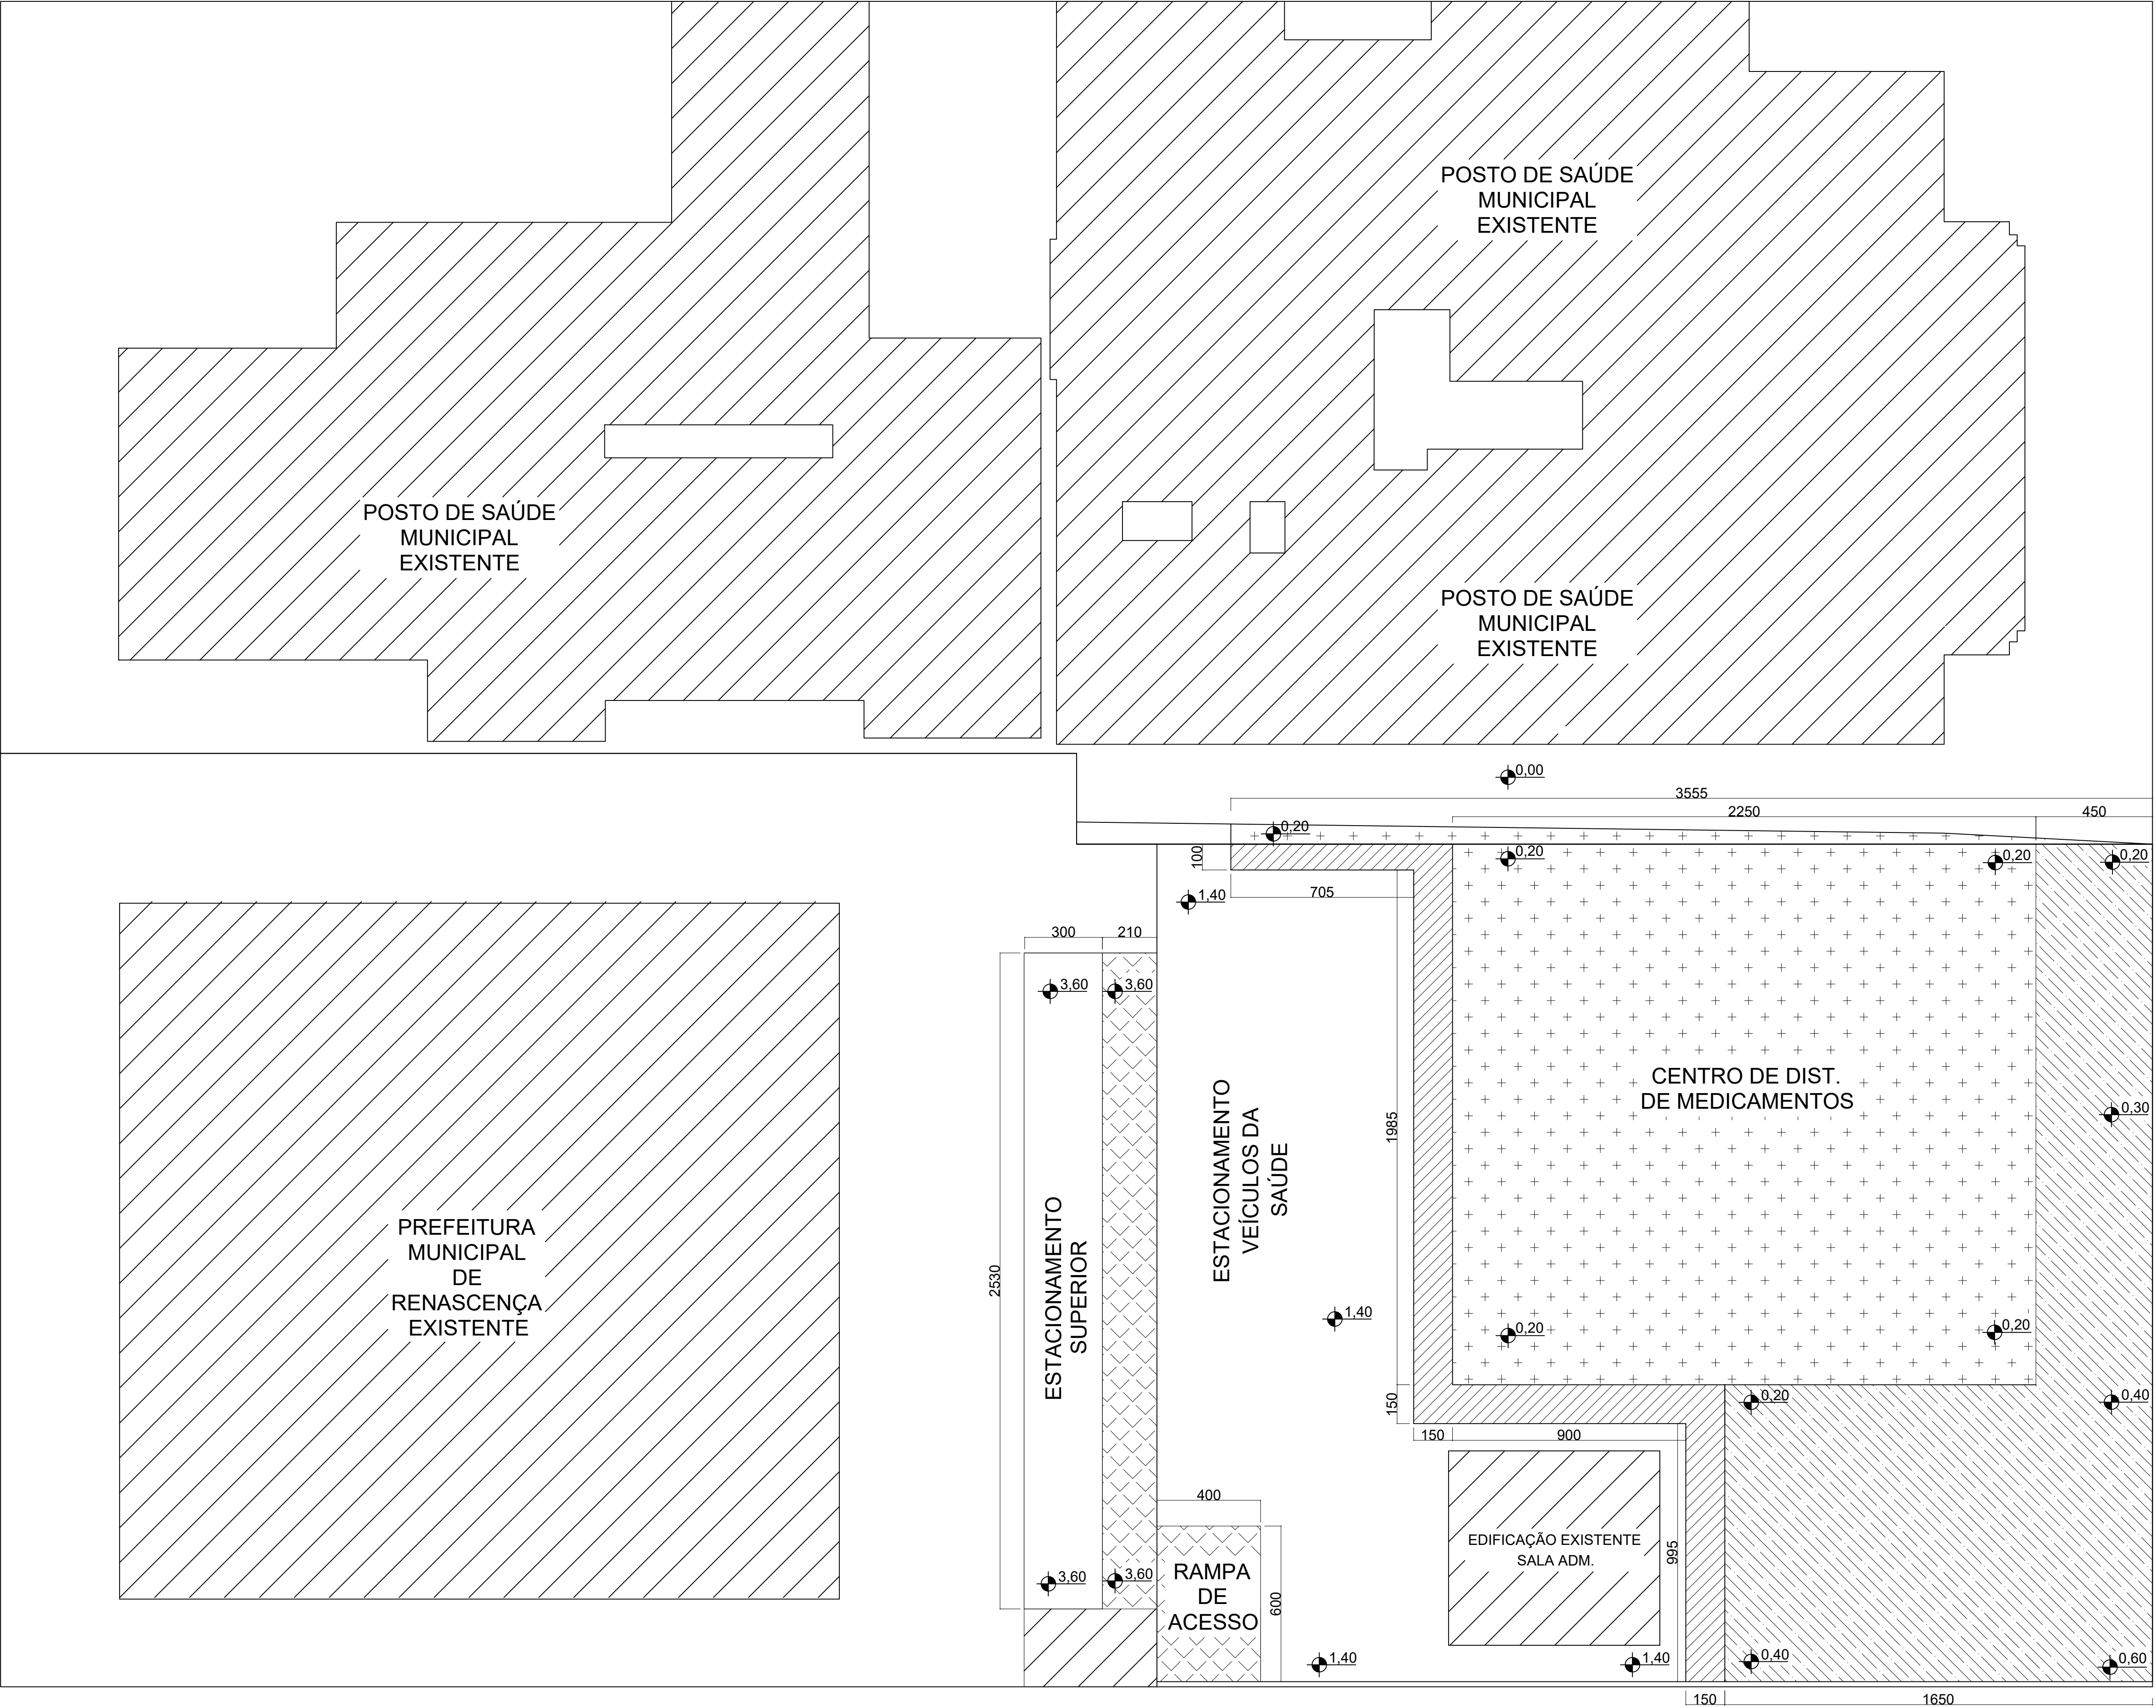 POSTO DE SAÚDE
MUNICIPAL
EXISTENTE
POSTO DE SAÚDE
MUNICIPAL
EXISTENTE
POSTO DE SAÚDE
MUNICIPAL
EXISTENTE
0,00
3555
2250
450
0,20
100
0,20
0,20
0,20
705
1,40
300
210
3,60
3,60
CENTRO DE DIST.
DE MEDICAMENTOS
0,30
1985
ESTACIONAMENTO
VEÍCULOS DA
SAÚDE
ESTACIONAMENTO
SUPERIOR
2530
PREFEITURA
MUNICIPAL
DE
RENASCENÇA
EXISTENTE
1,40
0,20
0,20
150
0,20
0,40
150
900
400
EDIFICAÇÃO EXISTENTE
SALA ADM.
995
3,60
3,60
RAMPA
DE
ACESSO
600
1,40
1,40
0,40
0,60
150
1650